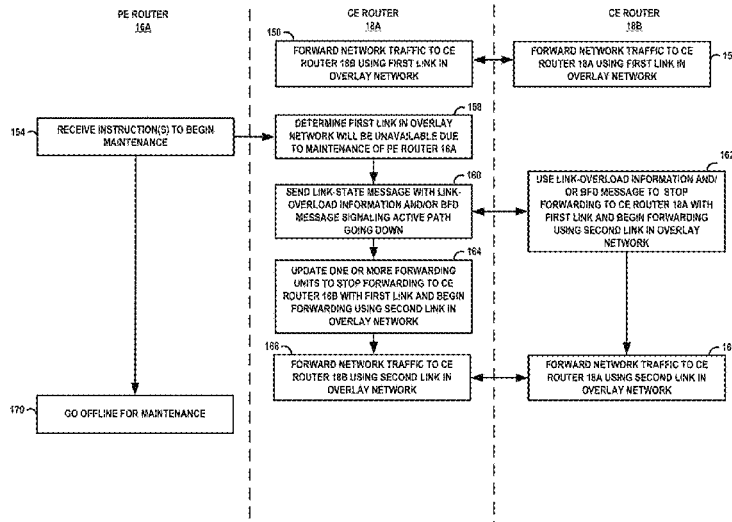 PE ROUTER
16A
CE ROUTER
18A
CE ROUTER
18B
150
FORWARD NETWORK TRAFFIC TO CE
ROUTER 18B USING FIRST LINK IN
OVERLAY NETWORK
FORWARD NETWORK TRAFFIC TO CE
ROUTER 18A USING FIRST LINK IN
OVERLAY NETWORK
15
154
RECEIVE INSTRUCTION(S) TO BEGIN
MAINTENANCE
158
DETERMINE FIRST LINK IN OVERLAY
NETWORK WILL BE UNAVAILABLE DUE
TO MAINTENANCE OF PE ROUTER 16A
160
SEND LINK-STATE MESSAGE WITH LINK-
OVERLOAD INFORMATION AND/OR BFD
MESSAGE SIGNALING ACTIVE PATH
GOING DOWN
162
USE LINK-OVERLOAD INFORMATION AND/
OR BFD MESSAGE TO STOP
FORWARDING TO CE ROUTER 18A WITH
FIRST LINK AND BEGIN FORWARDING
USING SECOND LINK IN OVERLAY
NETWORK
164
UPDATE ONE OR MORE FORWARDING
UNITS TO STOP FORWARDING TO CE
ROUTER 18B WITH FIRST LINK AND BEGIN
FORWARDING USING SECOND LINK IN
OVERLAY NETWORK
166
FORWARD NETWORK TRAFFIC TO CE
ROUTER 18B USING SECOND LINK IN
OVERLAY NETWORK
16
FORWARD NETWORK TRAFFIC TO CE
ROUTER 18A USING SECOND LINK IN
OVERLAY NETWORK
170
GO OFFLINE FOR MAINTENANCE